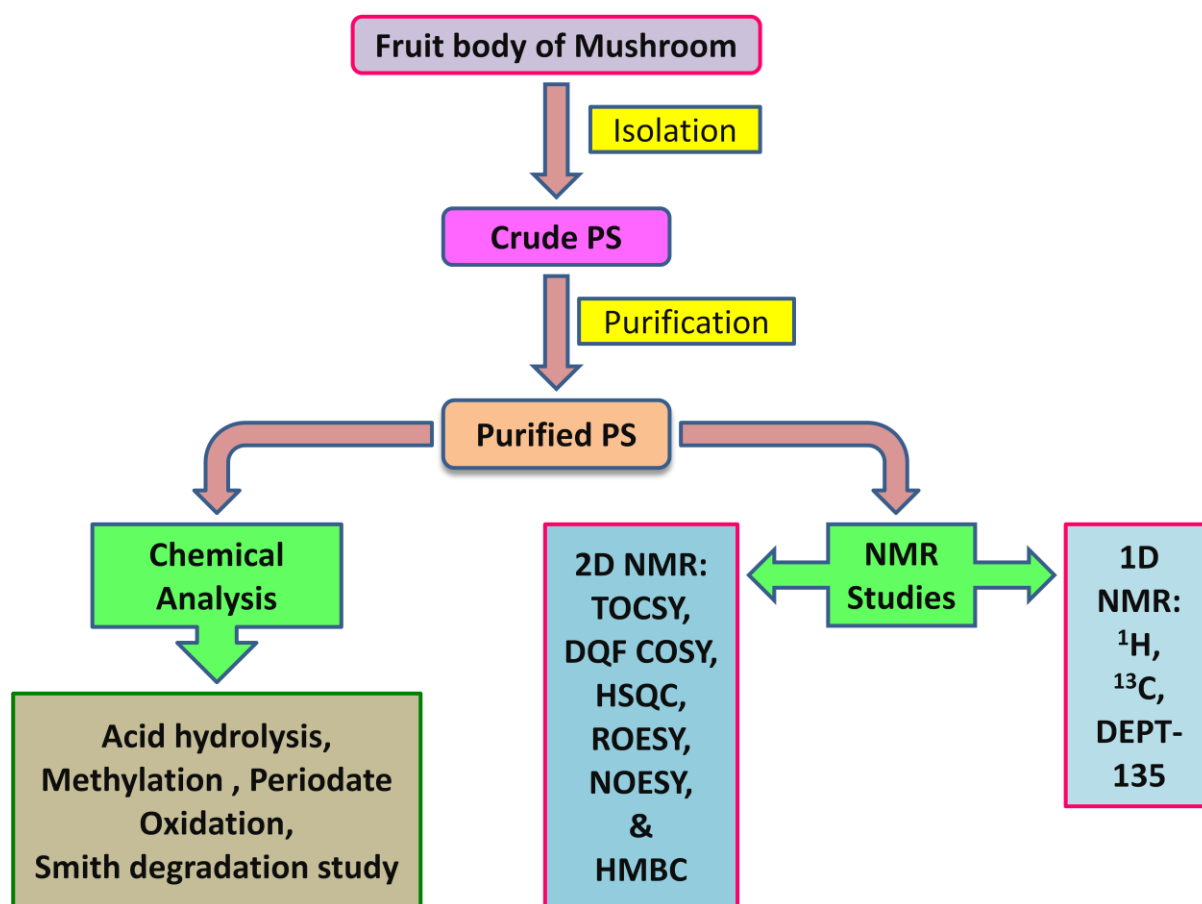 Fruit body of Mushroom
Isolation
Crude PS
Purification
Purified PS
Chemical
Analysis
Acid hydrolysis,
Methylation , Periodate
Oxidation,
Smith degradation study
2D NMR:
TOCSY,
DQF COSY,
HSQC,
ROESY,
NOESY,
&
HMBC
NMR
Studies
1D
NMR:
¹H,
¹³C,
DEPT-
135